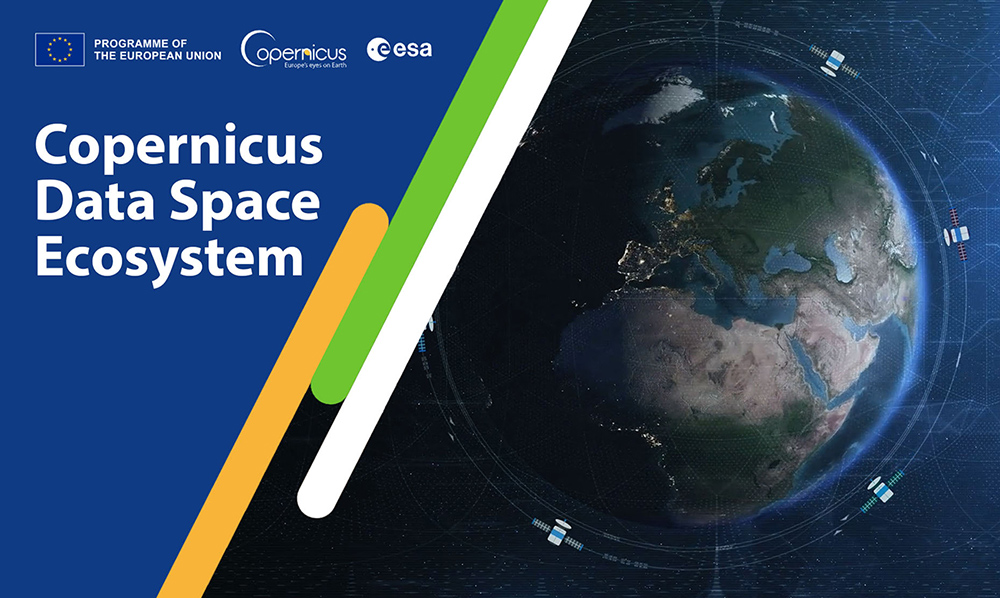 PROGRAMME OF
THE EUROPEAN UNION
Copernicus
Europe's eyes on Earth
esa
Copernicus
Data Space
Ecosystem